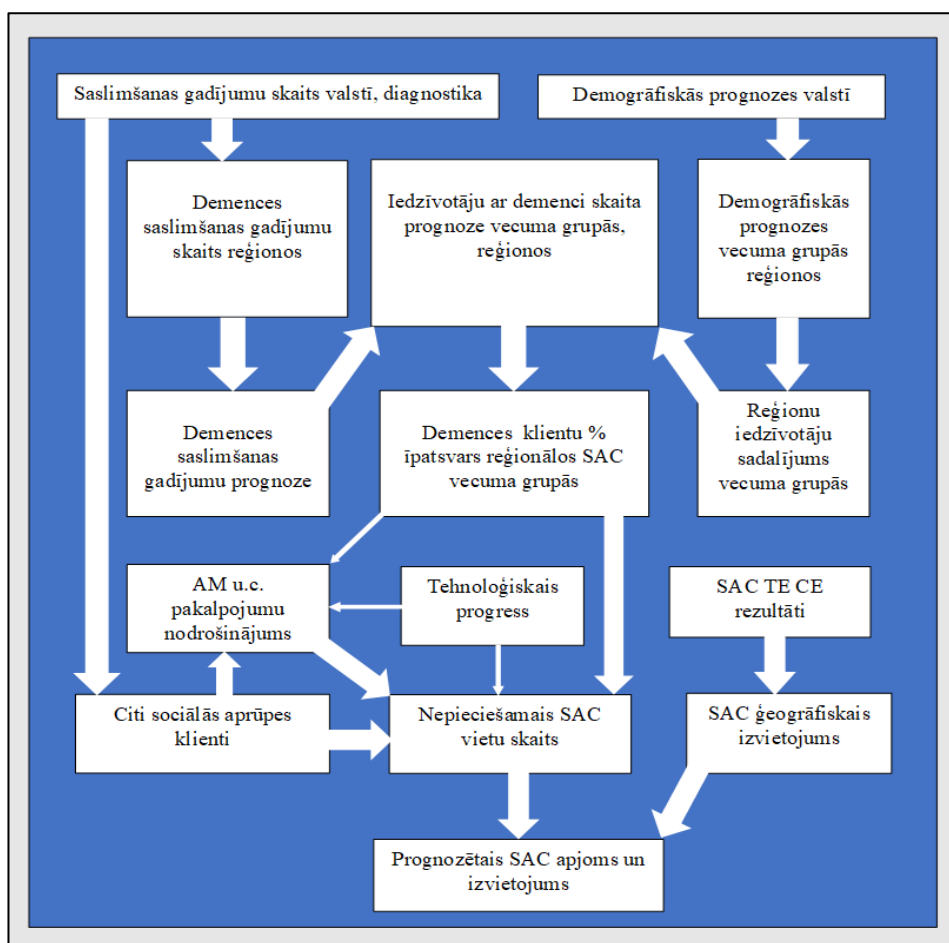 Saslimšanas gadījumu skaits valstī, diagnostika
Demogrāfiskās prognozes valstī
Demences
saslimšanas gadījumu
skaits reģionos
Iedzīvotāju ar demenci skaita
prognoze vecuma grupās,
reģionos
Demogrāfiskās
prognozes
vecuma grupās
reģionos
Demences
saslimšanas
gadījumu prognoze
Demences klientu %
īpatsvars reģionālos SAC
vecuma grupās
Reģionu
iedzīvotāju
sadalījums
vecuma grupās
AM u.c.
pakalpojumu
nodrošinājums
Tehnoloģiskais
progress
SAC TE CE
rezultāti
Citi sociālās aprūpes
klienti
Nepieciešamais SAC
vietu skaits
SAC ģeogrāfiskais
izvietojums
Prognozētais SAC apjoms un
izvietojums